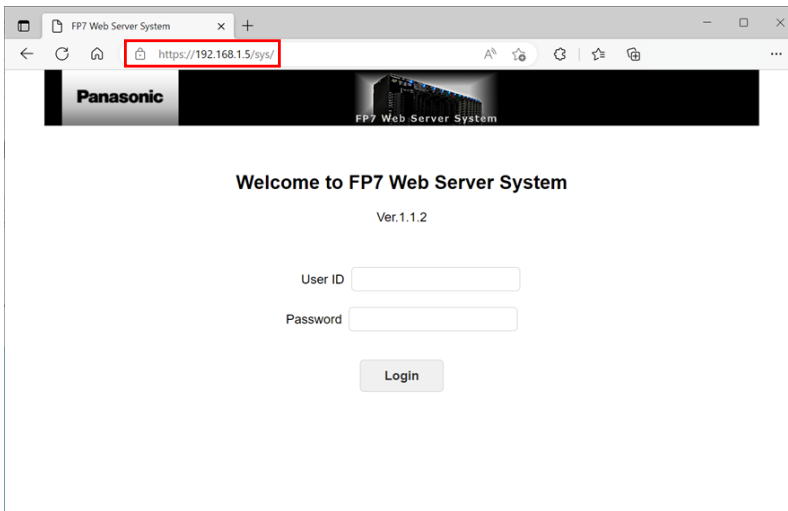 FP7 Web Server System
https://192.168.1.5/sys/
Panasonic
FP7 Web Server System
Welcome to FP7 Web Server System
Ver.1.1.2
User ID
Password
Login